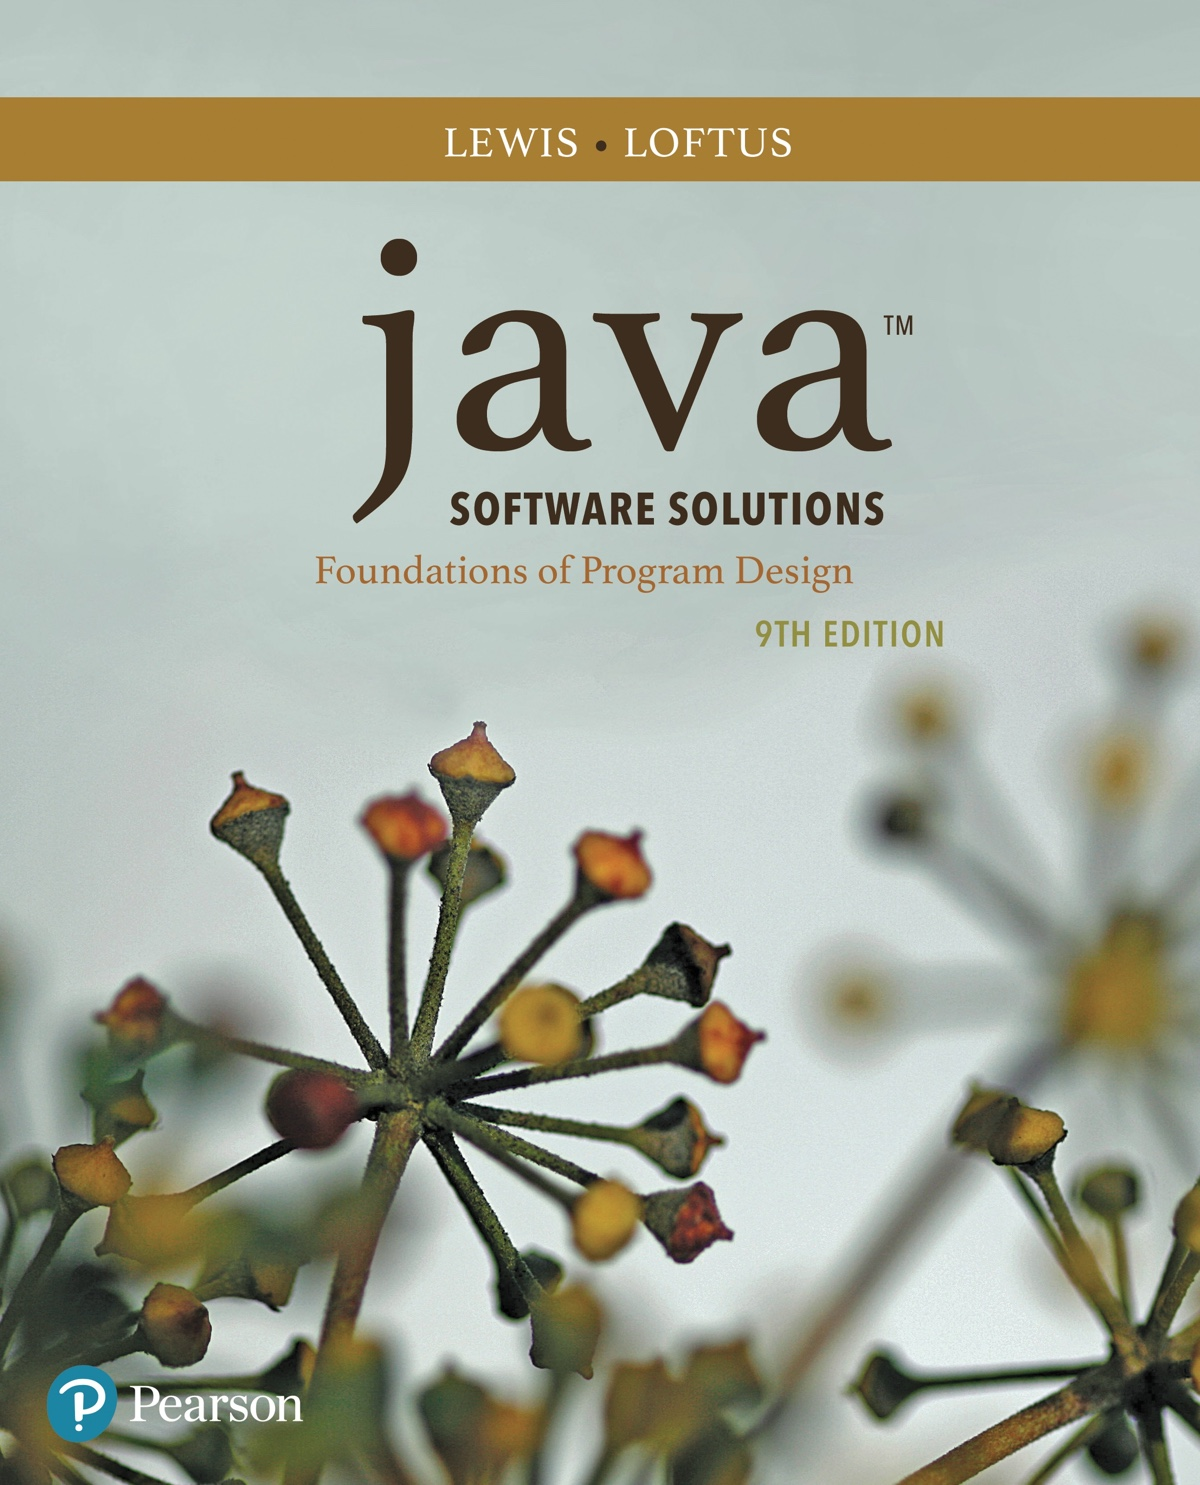 LEWIS • LOFTUS
java™
SOFTWARE SOLUTIONS
Foundations of Program Design
9TH EDITION
Pearson